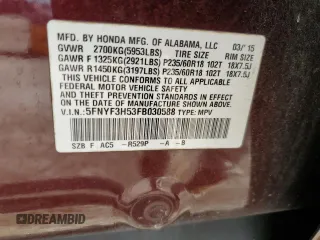 MFD. BY HONDA MFG. OF ALABAMA, LLC 03/15
GVWR 2700KG(5953LBS) TIRE SIZE RIM SIZE
GAWR F 1325KG(2921LBS) P235/60R18 102T 18X7.5J
GAWR R1450KG(3197LBS) P235/60R18 102T 18X7.5J
THIS VEHICLE CONFORMS TO ALL APPLICABLE
FEDERAL MOTOR VEHICLE SAFETY AND
THEFT PREVENTION STANDARDS IN EFFECT ON THE
DATE OF MANUFACTURE SHOWN ABOVE.
V.I.N.:5FNYF3H53FB030588 TYPE: MPV
SZB F AC5 -R529P -A -B
DREAMBID